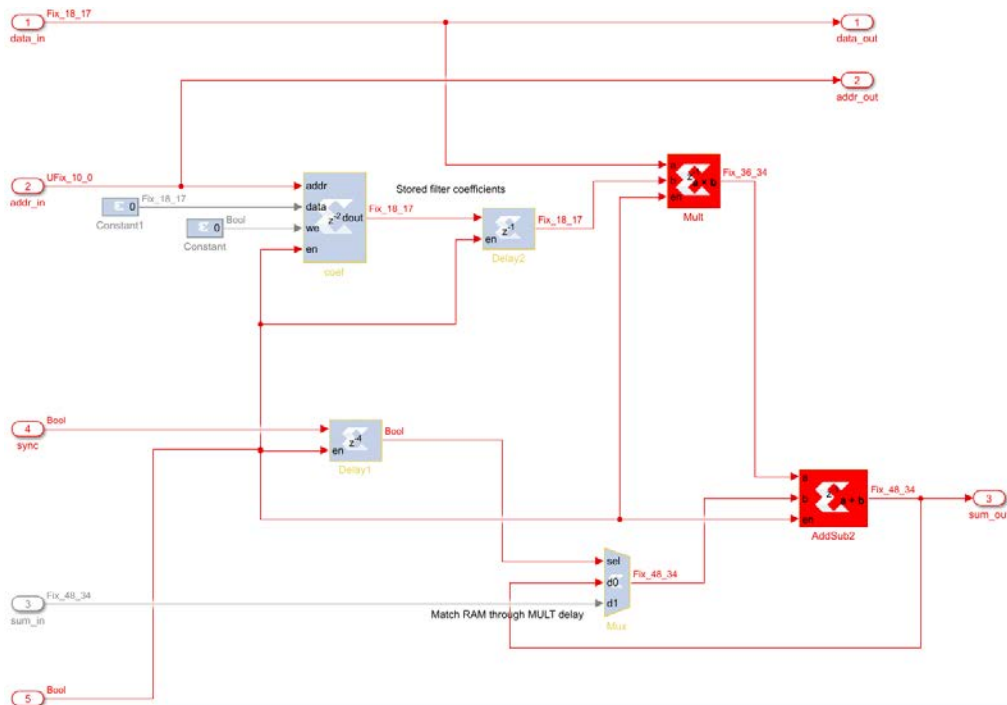 1
Fix_18_17
data_in
1
data_out
2
addr_out
2
UFix_10_0
addr_in
0
Fix_18_17
Constant1
0
Bool
Constant
addr
data
we
en
z-2
dout
coef
Stored filter coefficients
Fix_18_17
en
z-1
Delay2
Fix_18_17
a
b
en
a × b
Mult
Fix_36_34
4
Bool
sync
en
z-4
Delay1
Bool
a
b
en
a + b
AddSub2
Fix_48_34
3
sum_out
sel
d0
d1
Mux
Fix_48_34
3
Fix_48_34
sum_in
Match RAM through MULT delay
5
Bool